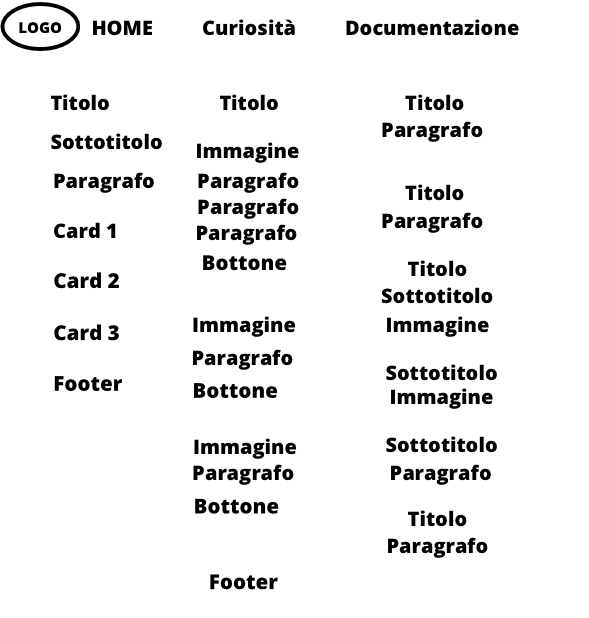 LOGO HOME Curiosità Documentazione
Titolo
Sottotitolo
Paragrafo
Card 1
Card 2
Card 3
Footer
Titolo
Immagine
Paragrafo
Paragrafo
Paragrafo
Bottone
Immagine
Paragrafo
Bottone
Immagine
Paragrafo
Bottone
Footer
Titolo
Paragrafo
Titolo
Paragrafo
Titolo
Sottotitolo
Immagine
Sottotitolo
Immagine
Sottotitolo
Paragrafo
Titolo
Paragrafo